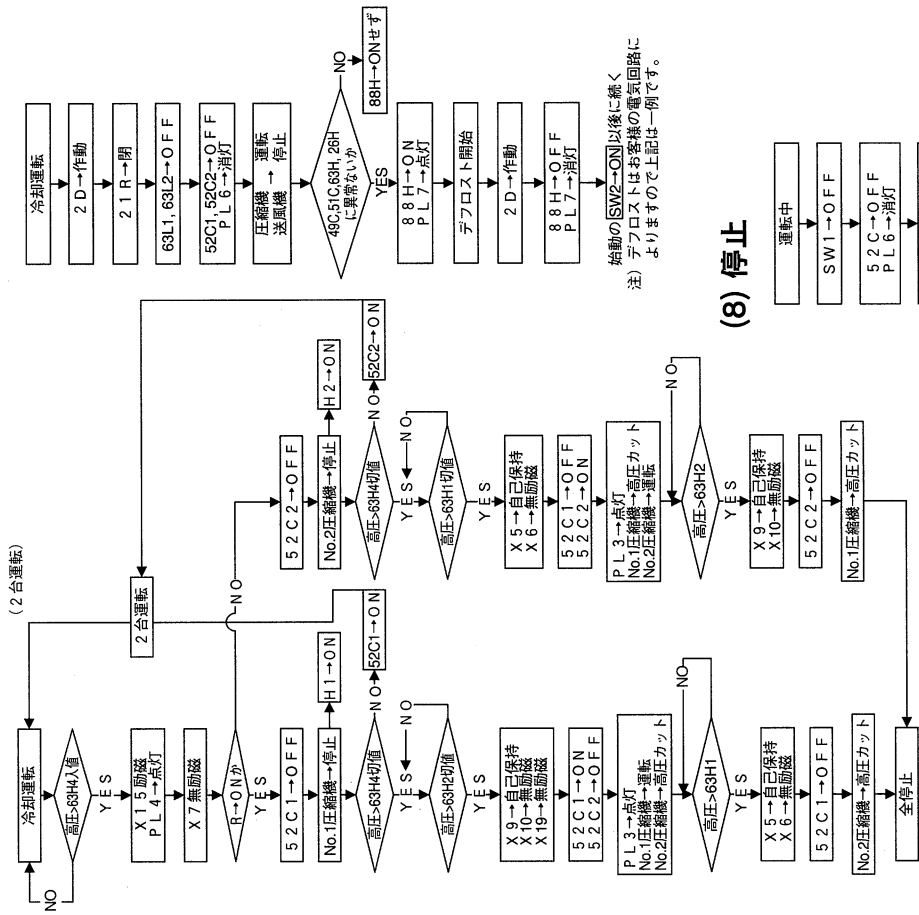 (2台運転)
冷却運転
NO
高圧>63H4入値
YES
X15励磁
PL4→点灯
X7無励磁
R→ONか
NO
YES
52C1→OFF
No.1圧縮機→停止
H1→ON
高圧>63H4切値
NO
52C1→ON
YES
NO
高圧>63H2切値
YES
X9→自己保持
X10→無励磁
X19→無励磁
52C1→ON
52C2→OFF
PL3→点灯
No.1圧縮機→運転
No.2圧縮機→高圧カット
NO
高圧>63H1
YES
X5→自己保持
X6→無励磁
52C1→OFF
No.2圧縮機→高圧カット
全停止
2台運転
52C2→OFF
No.2圧縮機→停止
H2→ON
高圧>63H4切値
NO
52C2→ON
YES
NO
高圧>63H1切値
YES
X5→自己保持
X6→無励磁
52C1→OFF
52C2→ON
PL3→点灯
No.1圧縮機→高圧カット
No.2圧縮機→運転
NO
高圧>63H2
YES
X9→自己保持
X10→無励磁
52C2→OFF
No.1圧縮機→高圧カット
冷却運転
2D→作動
21R→閉
63L1, 63L2→OFF
52C1, 52C2→OFF
PL6→消灯
圧縮機 → 運転
送風機 → 停止
49C,51C,63H, 26H
に異常ないか
NO
88H→ONせず
YES
88H→ON
PL7→点灯
デフロスト開始
2D→作動
88H→OFF
PL7→消灯
始動のSW2→ON以後に続く
注) デフロストはお客様の電気回路に
よりますので上記は一例です。
(8) 停止
運転中
SW1→OFF
52C→OFF
PL6→消灯